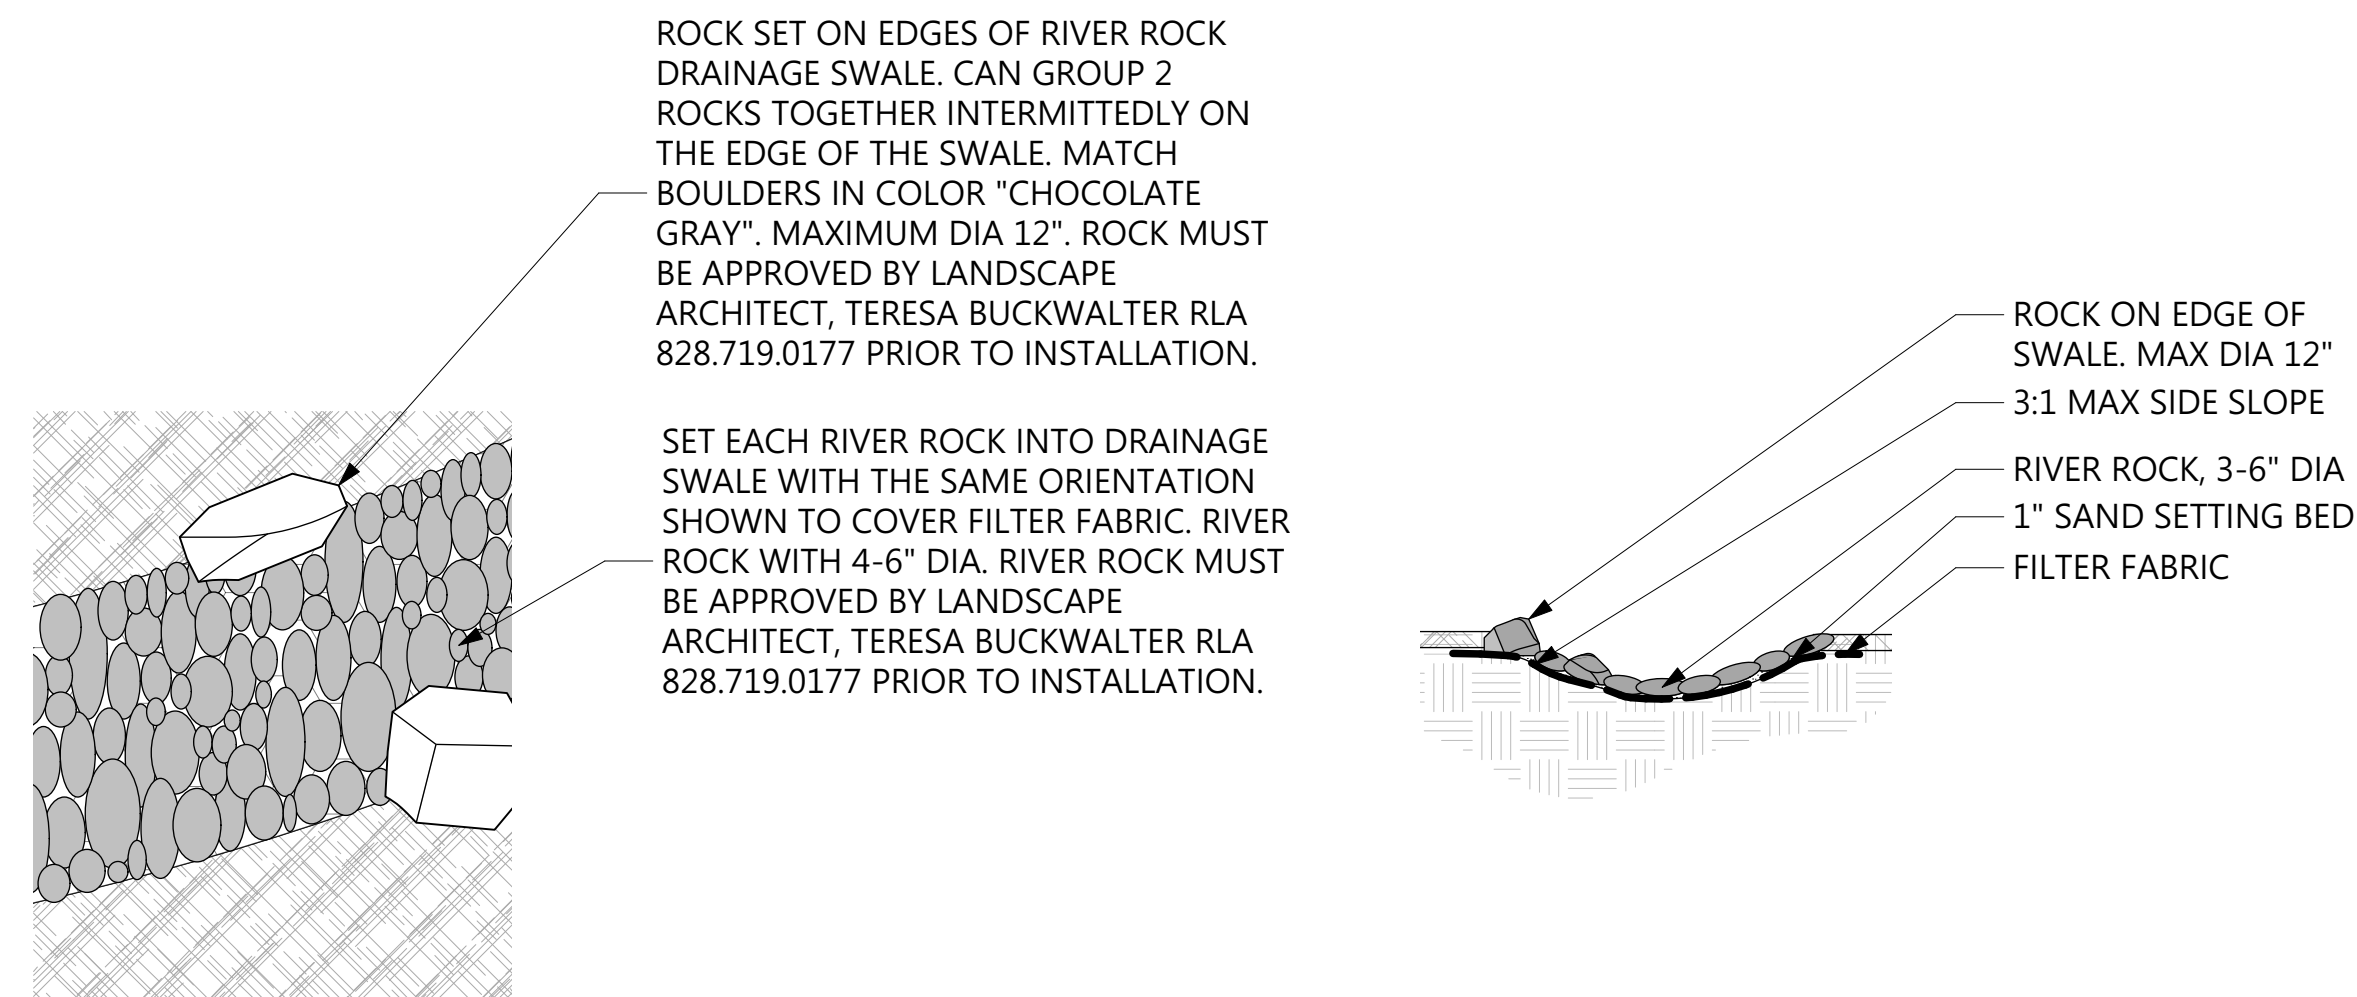 ROCK SET ON EDGES OF RIVER ROCK
DRAINAGE SWALE. CAN GROUP 2
ROCKS TOGETHER INTERMITTEDLY ON
THE EDGE OF THE SWALE. MATCH
BOULDERS IN COLOR "CHOCOLATE
GRAY". MAXIMUM DIA 12". ROCK MUST
BE APPROVED BY LANDSCAPE
ARCHITECT, TERESA BUCKWALTER RLA
828.719.0177 PRIOR TO INSTALLATION.
SET EACH RIVER ROCK INTO DRAINAGE
SWALE WITH THE SAME ORIENTATION
SHOWN TO COVER FILTER FABRIC. RIVER
ROCK WITH 4-6" DIA. RIVER ROCK MUST
BE APPROVED BY LANDSCAPE
ARCHITECT, TERESA BUCKWALTER RLA
828.719.0177 PRIOR TO INSTALLATION.
ROCK ON EDGE OF
SWALE. MAX DIA 12"
3:1 MAX SIDE SLOPE
RIVER ROCK, 3-6" DIA
1" SAND SETTING BED
FILTER FABRIC